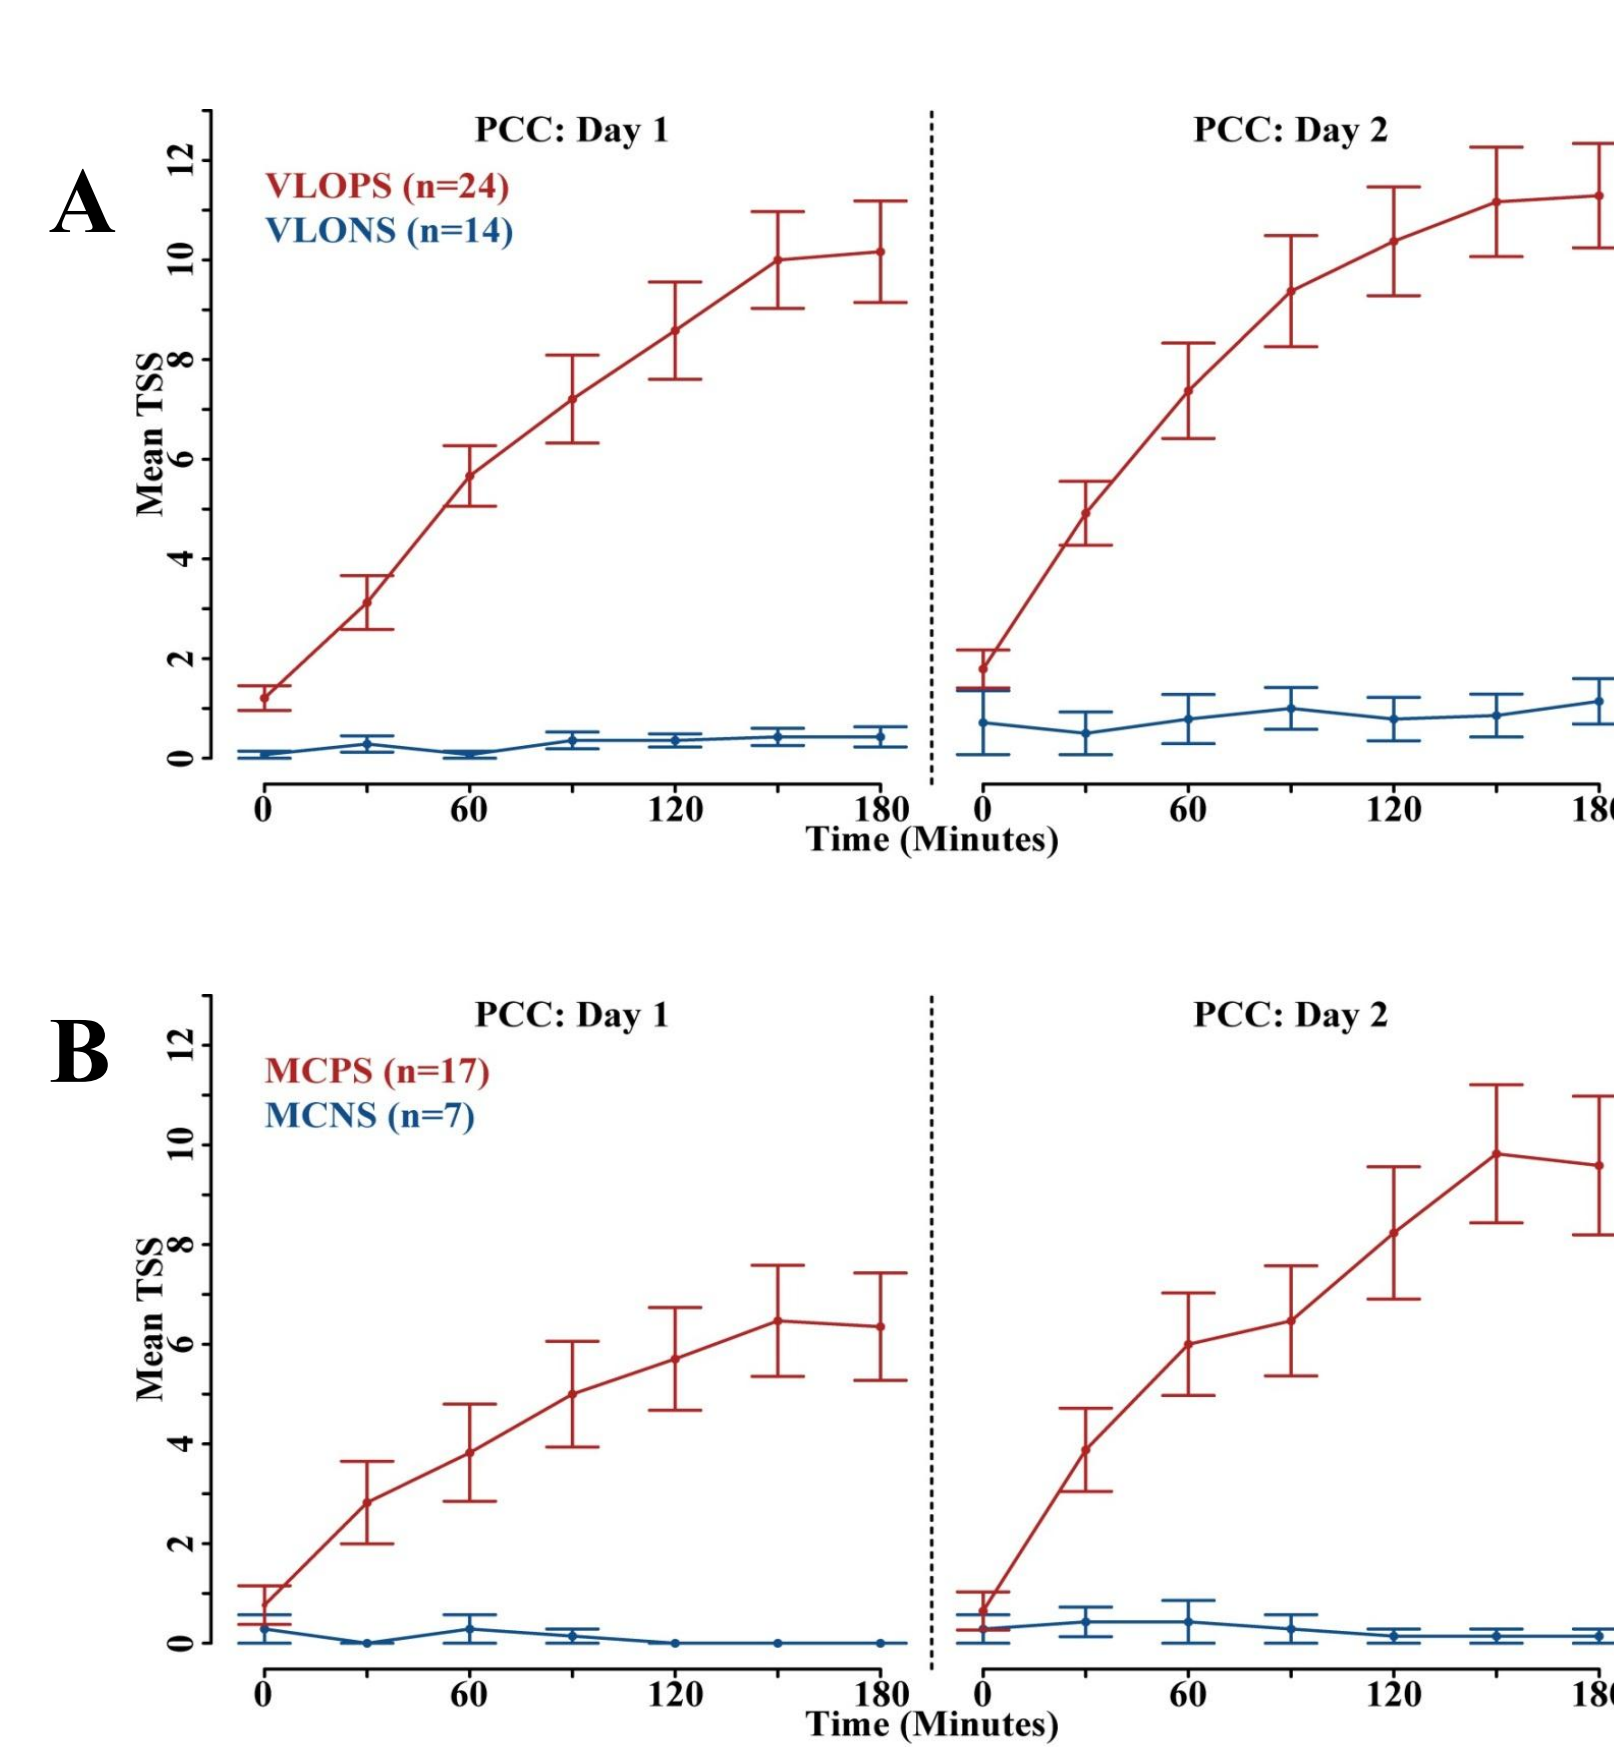 A
PCC: Day 1
PCC: Day 2
VLOPS (n=24)
VLONS (n=14)
Mean TSS
12
10
8
6
4
2
0
0 60 120 180 0 60 120 180
Time (Minutes)
B
PCC: Day 1
PCC: Day 2
MCPS (n=17)
MCNS (n=7)
Mean TSS
12
10
8
6
4
2
0
0 60 120 180 0 60 120 180
Time (Minutes)